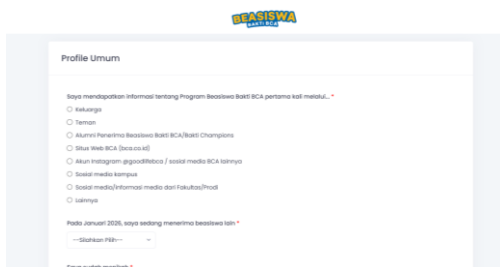 BEASISWA
BAKTI BCA
Profile Umum
Saya mendapatkan informasi tentang Program Beasiswa Bakti BCA pertama kali melalui... *
Keluarga
Teman
Alumni Penerima Beasiswa Bakti BCA/Bakti Champions
Situs Web BCA (bca.co.id)
Akun Instagram @goodlifebca / sosial media BCA lainnya
Sosial media kampus
Sosial media/informasi media dari Fakultas/Prodi
Lainnya
Pada Januari 2026, saya sedang menerima beasiswa lain *
---Silahkan Pilih---
Saya sudah menikah *